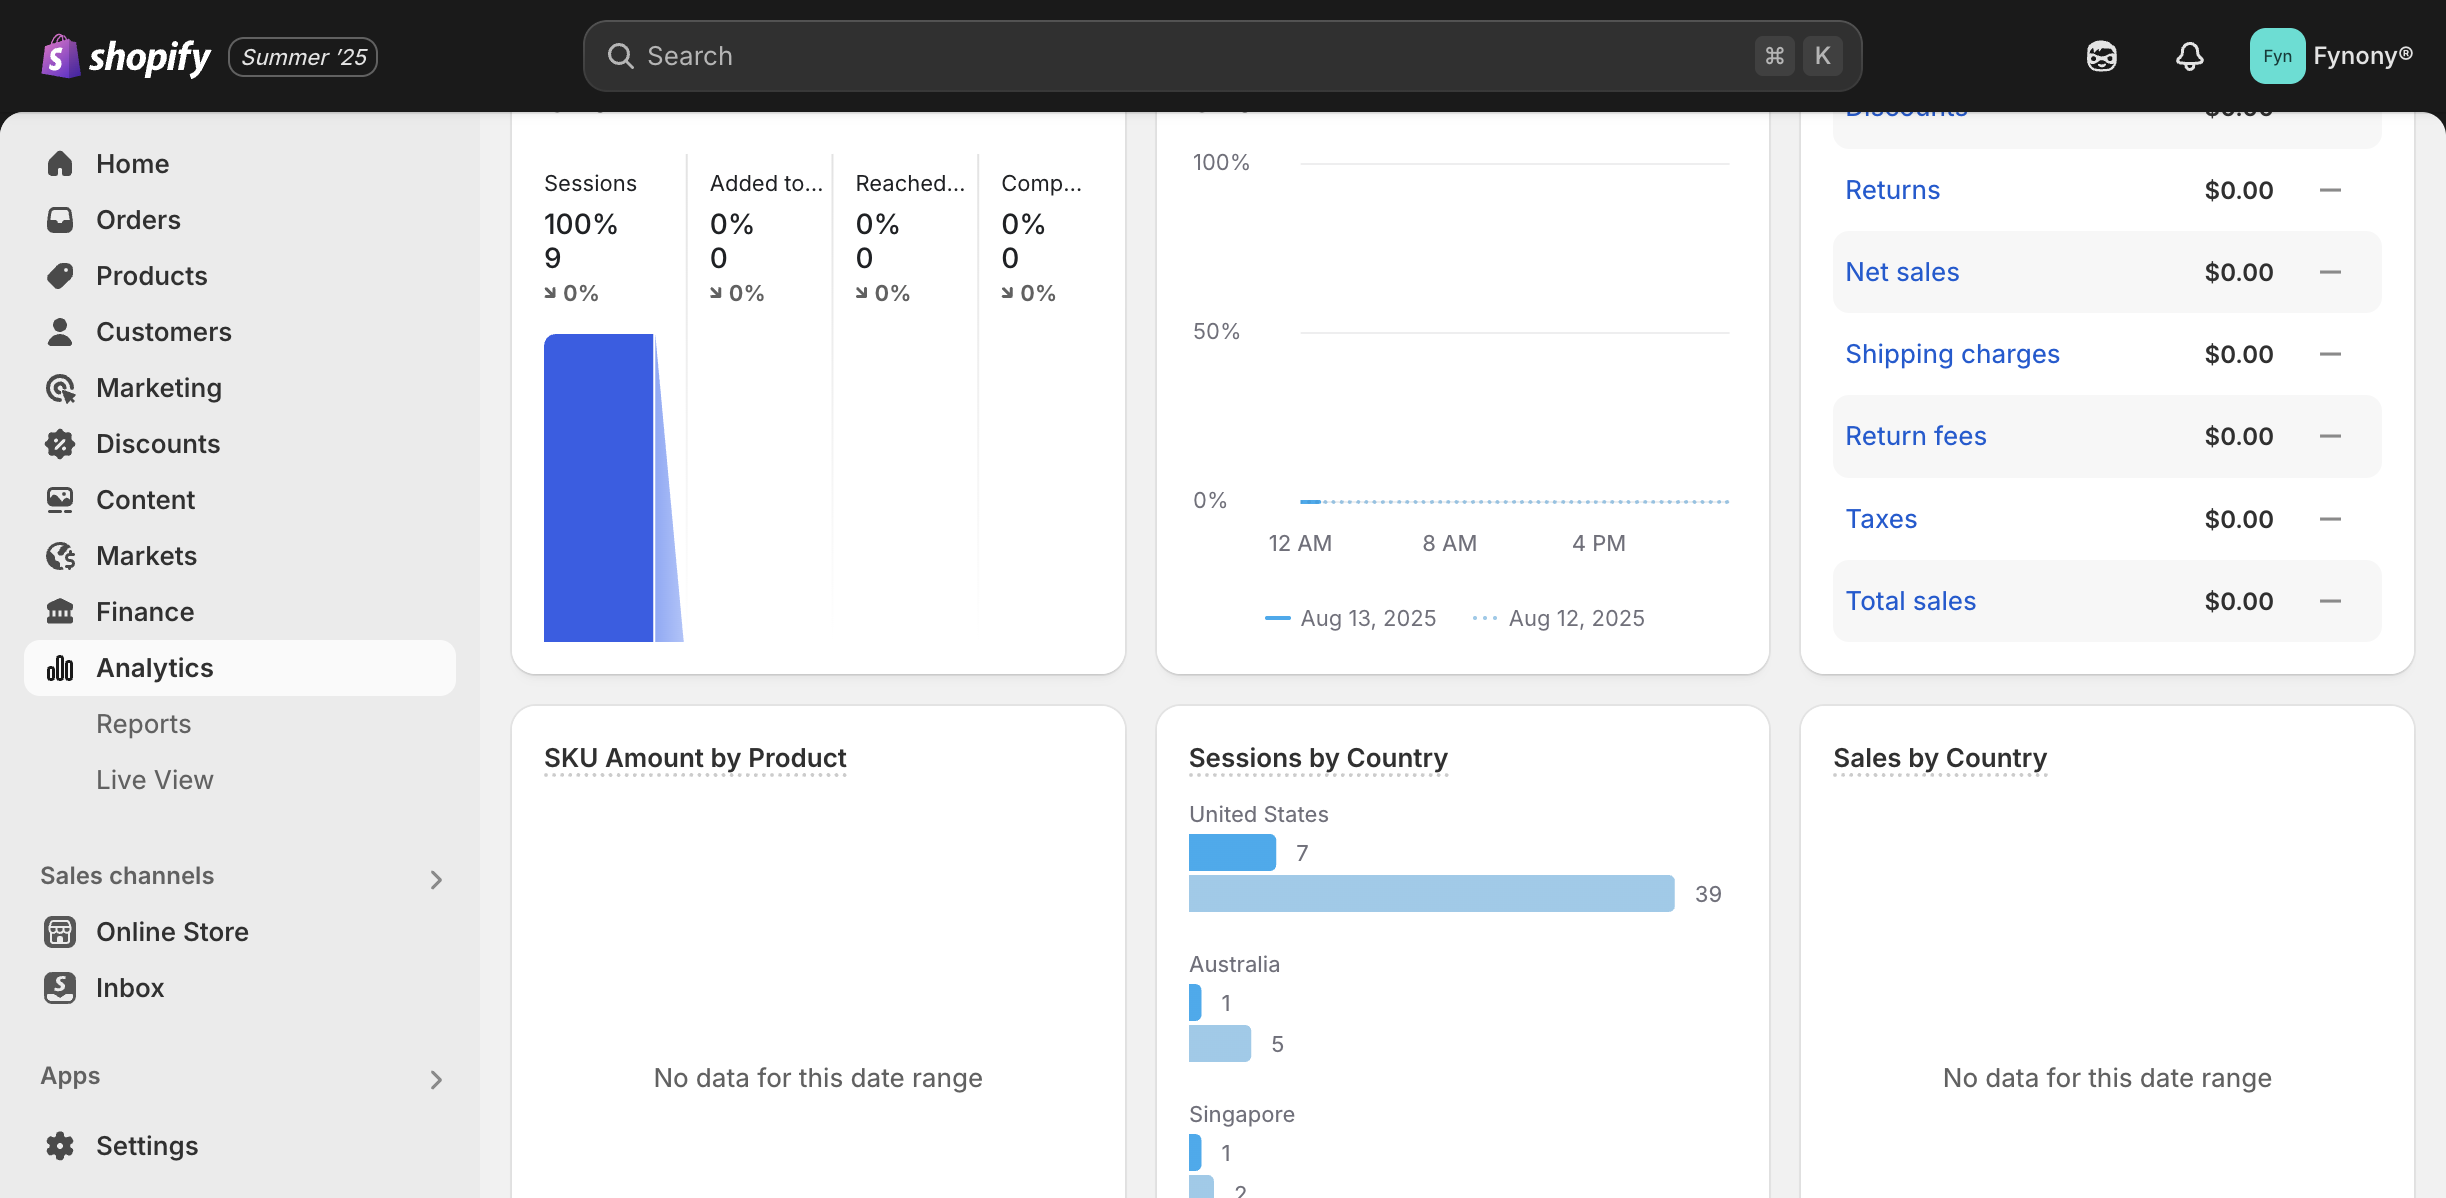 shopify
Summer '25
Search
⌘ K
Fyn
Fynony®
Home
Orders
Products
Customers
Marketing
Discounts
Content
Markets
Finance
Analytics
Reports
Live View
Sales channels
Online Store
Inbox
Apps
Settings
Sessions
100%
9
0%
Added to...
0%
0
0%
Reached...
0%
0
0%
Comp...
0%
0
0%
100%
50%
0%
12 AM 8 AM 4 PM
Aug 13, 2025 Aug 12, 2025
Discounts $0.00
Returns $0.00 —
Net sales $0.00 —
Shipping charges $0.00 —
Return fees $0.00 —
Taxes $0.00 —
Total sales $0.00 —
SKU Amount by Product
No data for this date range
Sessions by Country
United States
7
39
Australia
1
5
Singapore
1
2
Sales by Country
No data for this date range